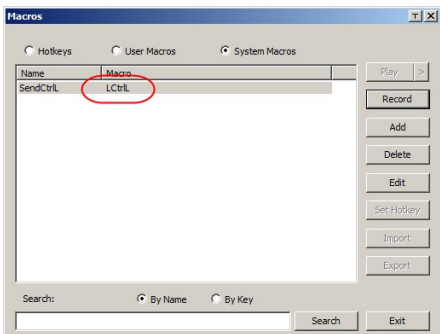 Macros
T X
Hotkeys User Macros System Macros
Name Macro
SendCtrlL LCtrlL
Play >
Record
Add
Delete
Edit
Set Hotkey
Import
Export
Search: By Name By Key
Search Exit